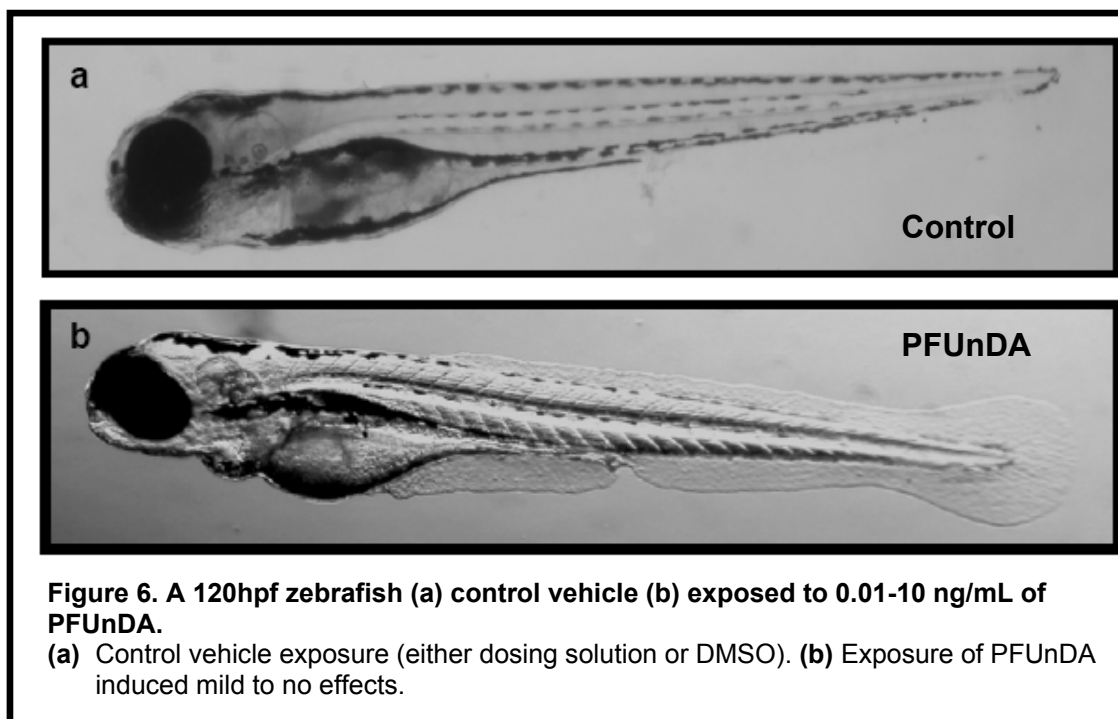 a
Control
b
PFUnDA
Figure 6. A 120hpf zebrafish (a) control vehicle (b) exposed to 0.01-10 ng/mL of
PFUnDA.
(a) Control vehicle exposure (either dosing solution or DMSO). (b) Exposure of PFUnDA
induced mild to no effects.